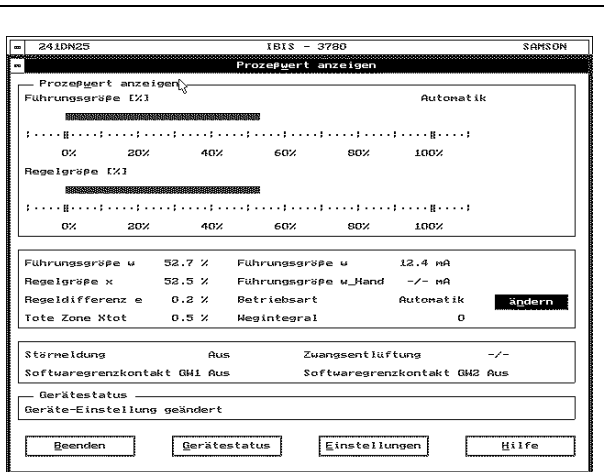 241DN25 IBIS - 3780 SAMSON
Prozeßwert anzeigen
Prozeßwert anzeigen
Führungsgröße [%] Automatik
0% 20% 40% 60% 80% 100%
Regelgröße [%]
0% 20% 40% 60% 80% 100%
Führungsgröße w 52.7 % Führungsgröße w 12.4 mA
Regelgröße x 52.5 % Führungsgröße w_Hand -/- mA
Regeldifferenz e 0.2 % Betriebsart Automatik ändern
Tote Zone Xtot 0.5 % Wegintegral 0
Störmeldung Aus Zwangsentlüftung -/-
Softwaregrenzkontakt GW1 Aus Softwaregrenzkontakt GW2 Aus
Gerätestatus
Geräte-Einstellung geändert
Beenden Gerätestatus Einstellungen Hilfe